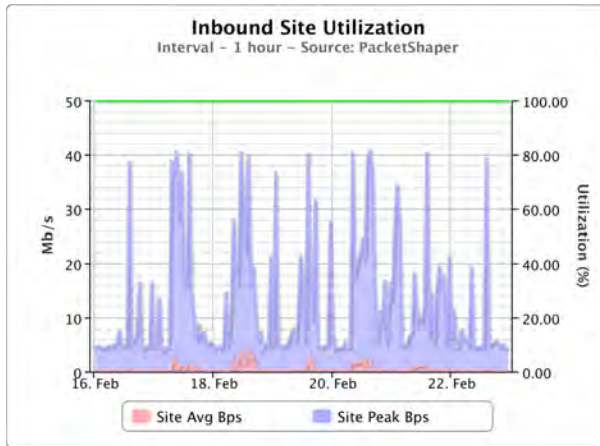 Inbound Site Utilization
Interval - 1 hour - Source: PacketShaper
50
40
30
20
10
0
Mb/s
100.00
80.00
60.00
40.00
20.00
0.00
Utilization (%)
16. Feb
18. Feb
20. Feb
22. Feb
Site Avg Bps
Site Peak Bps